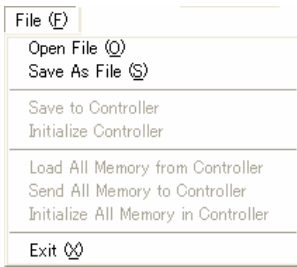 File (F)
Open File (O)
Save As File (S)
Save to Controller
Initialize Controller
Load All Memory from Controller
Send All Memory to Controller
Initialize All Memory in Controller
Exit (X)